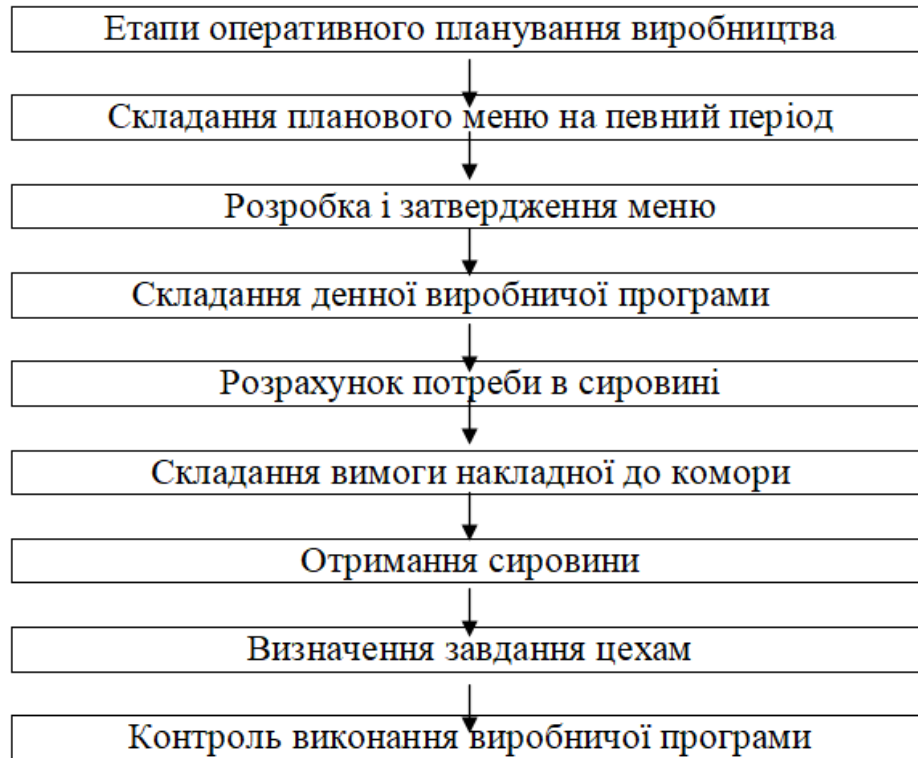 Етапи оперативного планування виробництва
Складання планового меню на певний період
Розробка і затвердження меню
Складання денної виробничої програми
Розрахунок потреби в сировині
Складання вимоги накладної до комори
Отримання сировини
Визначення завдання цехам
Контроль виконання виробничої програми